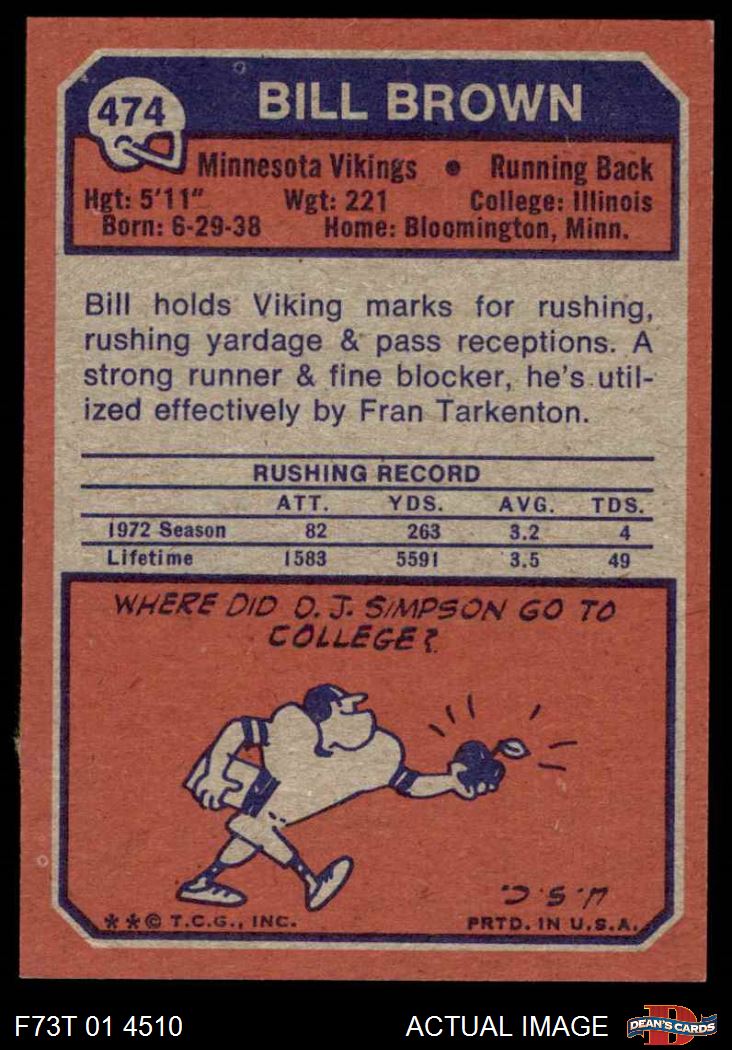 474
BILL BROWN
Minnesota Vikings • Running Back
Hgt: 5'11" Wgt: 221 College: Illinois
Born: 6-29-38 Home: Bloomington, Minn.
Bill holds Viking marks for rushing,
rushing yardage & pass receptions. A
strong runner & fine blocker, he's util-
ized effectively by Fran Tarkenton.
RUSHING RECORD
ATT. YDS. AVG. TDS.
1972 Season 82 263 3.2 4
Lifetime 1583 5591 3.5 49
WHERE DID O. J. SIMPSON GO TO
COLLEGE?
U.S.C.
**© T.C.G., INC. PRTD. IN U.S.A.
F73T 01 4510 ACTUAL IMAGE DEAN'S CARDS